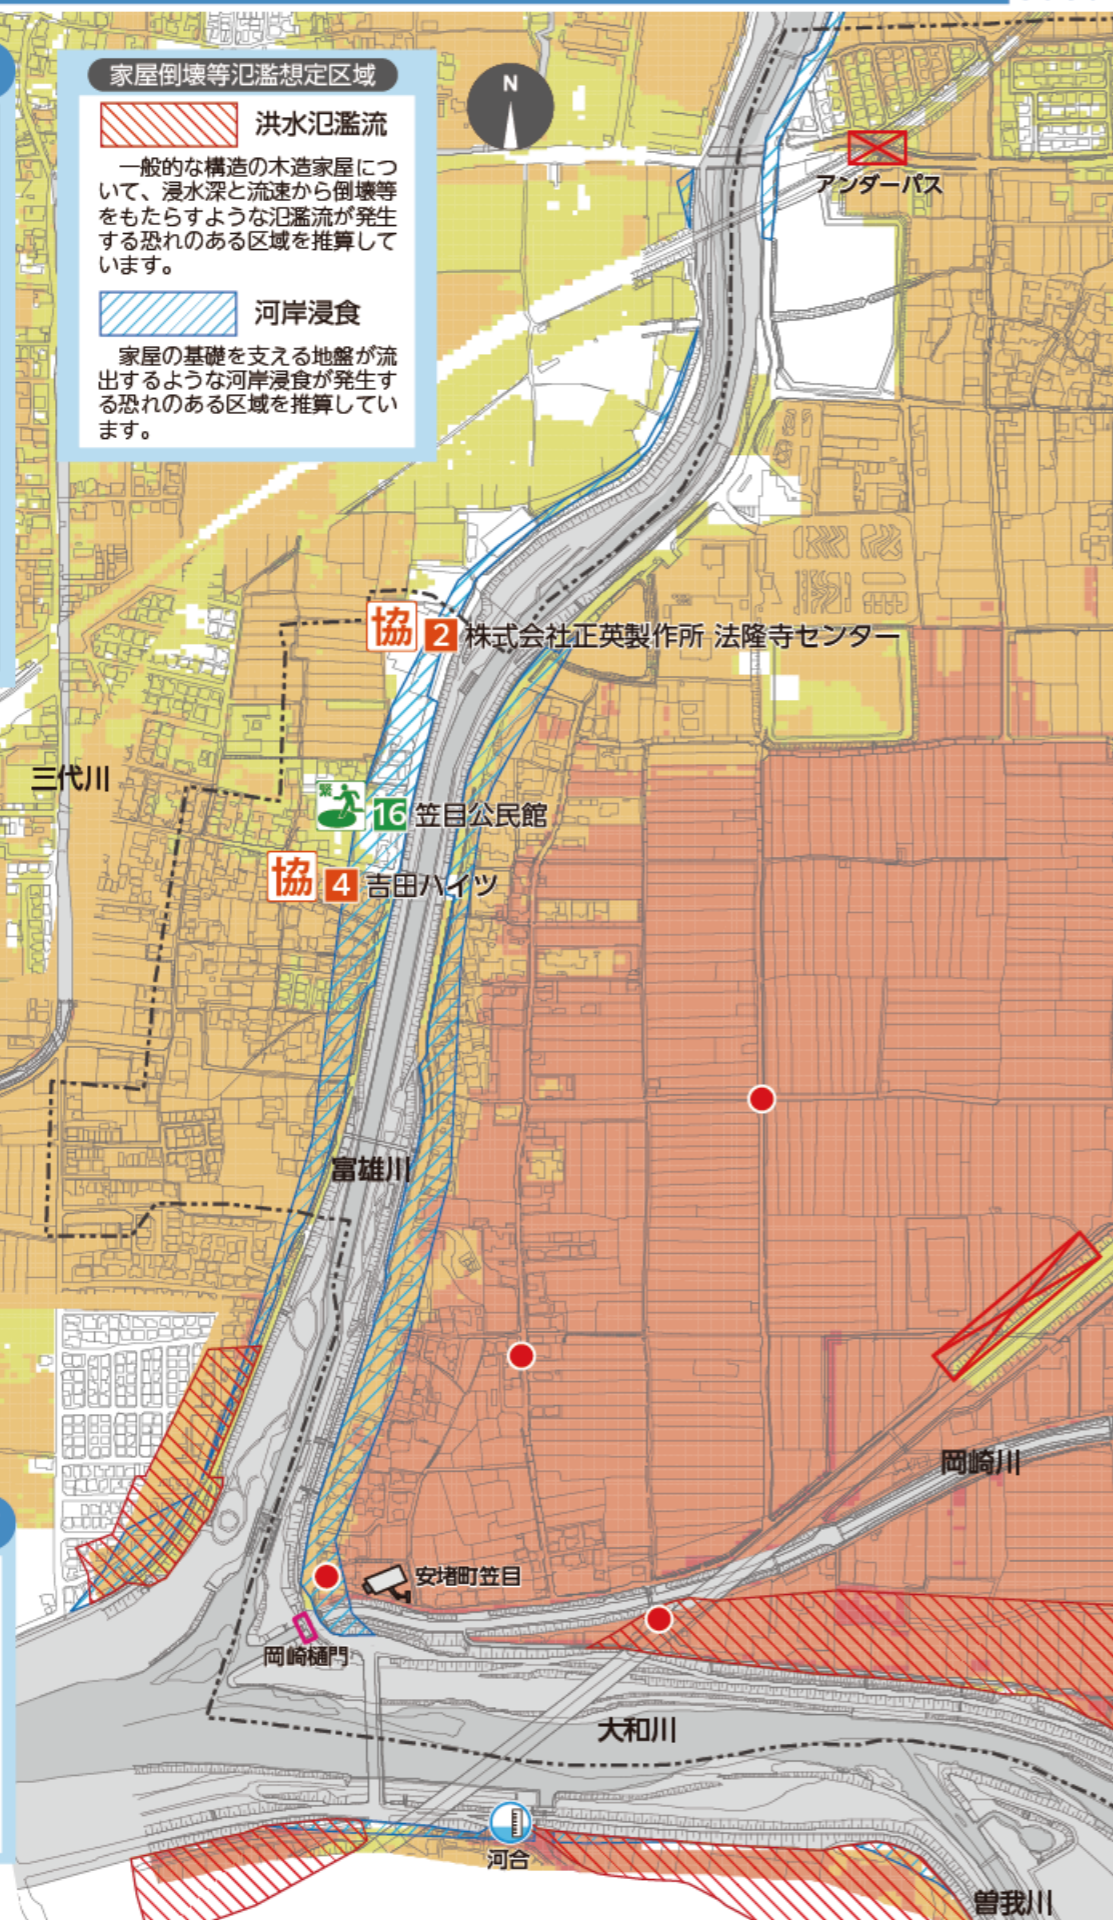 家屋倒壊等氾濫想定区域
洪水氾濫流
一般的な構造の木造家屋につ
いて、浸水深と流速から倒壊等
をもたらすような氾濫流が発生
する恐れのある区域を推算して
います。
河岸浸食
家屋の基礎を支える地盤が流
出するような河岸浸食が発生す
る恐れのある区域を推算してい
ます。
N
アンダーパス
協 2 株式会社正英製作所 法隆寺センター
三代川
緊 16 笠目公民館
協 4 吉田ハイツ
富雄川
岡崎川
安堵町笠目
岡崎樋門
大和川
河合
曽我川